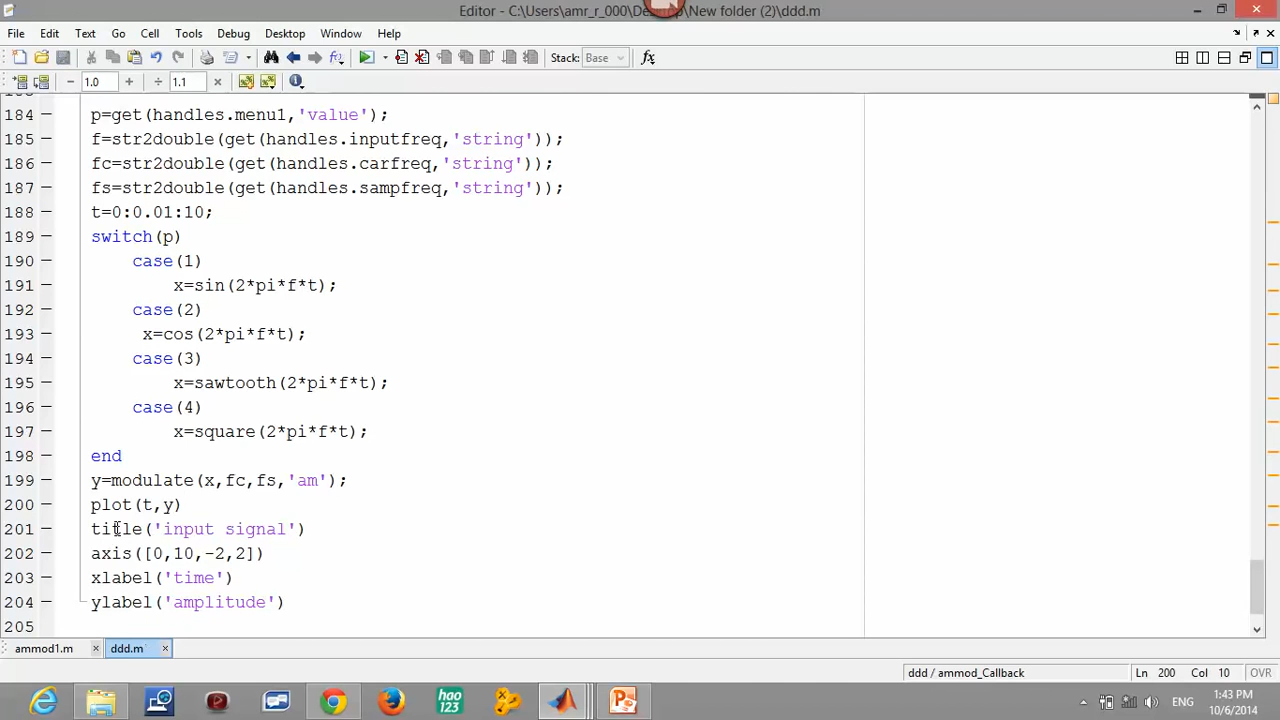 Editor - C:\Users\amr_r_000\Desktop\New folder (2)\ddd.m
File Edit Text Go Cell Tools Debug Desktop Window Help
Stack: Base fx
1.0 1.1
184 p=get(handles.menu1,'value');
185 f=str2double(get(handles.inputfreq,'string'));
186 fc=str2double(get(handles.carfreq,'string'));
187 fs=str2double(get(handles.sampfreq,'string'));
188 t=0:0.01:10;
189 switch(p)
190 case(1)
191 x=sin(2*pi*f*t);
192 case(2)
193 x=cos(2*pi*f*t);
194 case(3)
195 x=sawtooth(2*pi*f*t);
196 case(4)
197 x=square(2*pi*f*t);
198 end
199 y=modulate(x,fc,fs,'am');
200 plot(t,y)
201 title('input signal')
202 axis([0,10,-2,2])
203 xlabel('time')
204 ylabel('amplitude')
205
ammod1.m ddd.m*
ddd / ammod_Callback Ln 200 Col 10 OVR
hoo 123 ENG 1:43 PM
10/6/2014